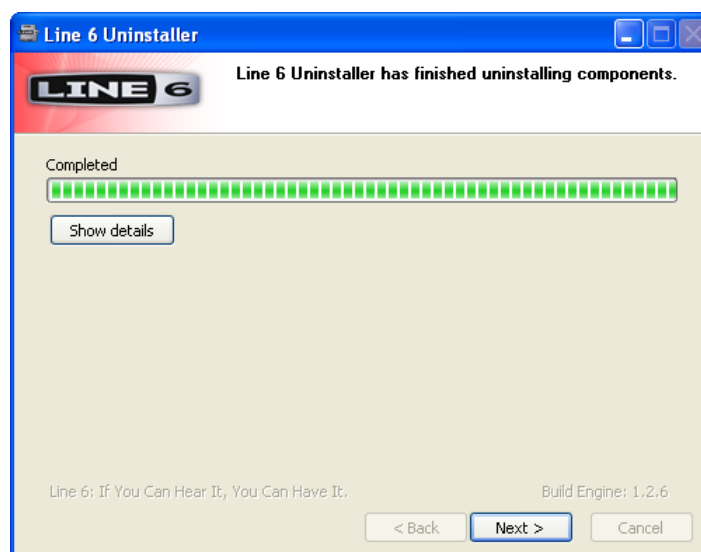 Line 6 Uninstaller
LINE 6
Line 6 Uninstaller has finished uninstalling components.
Completed
Show details
Line 6: If You Can Hear It, You Can Have It.
Build Engine: 1.2.6
< Back
Next >
Cancel